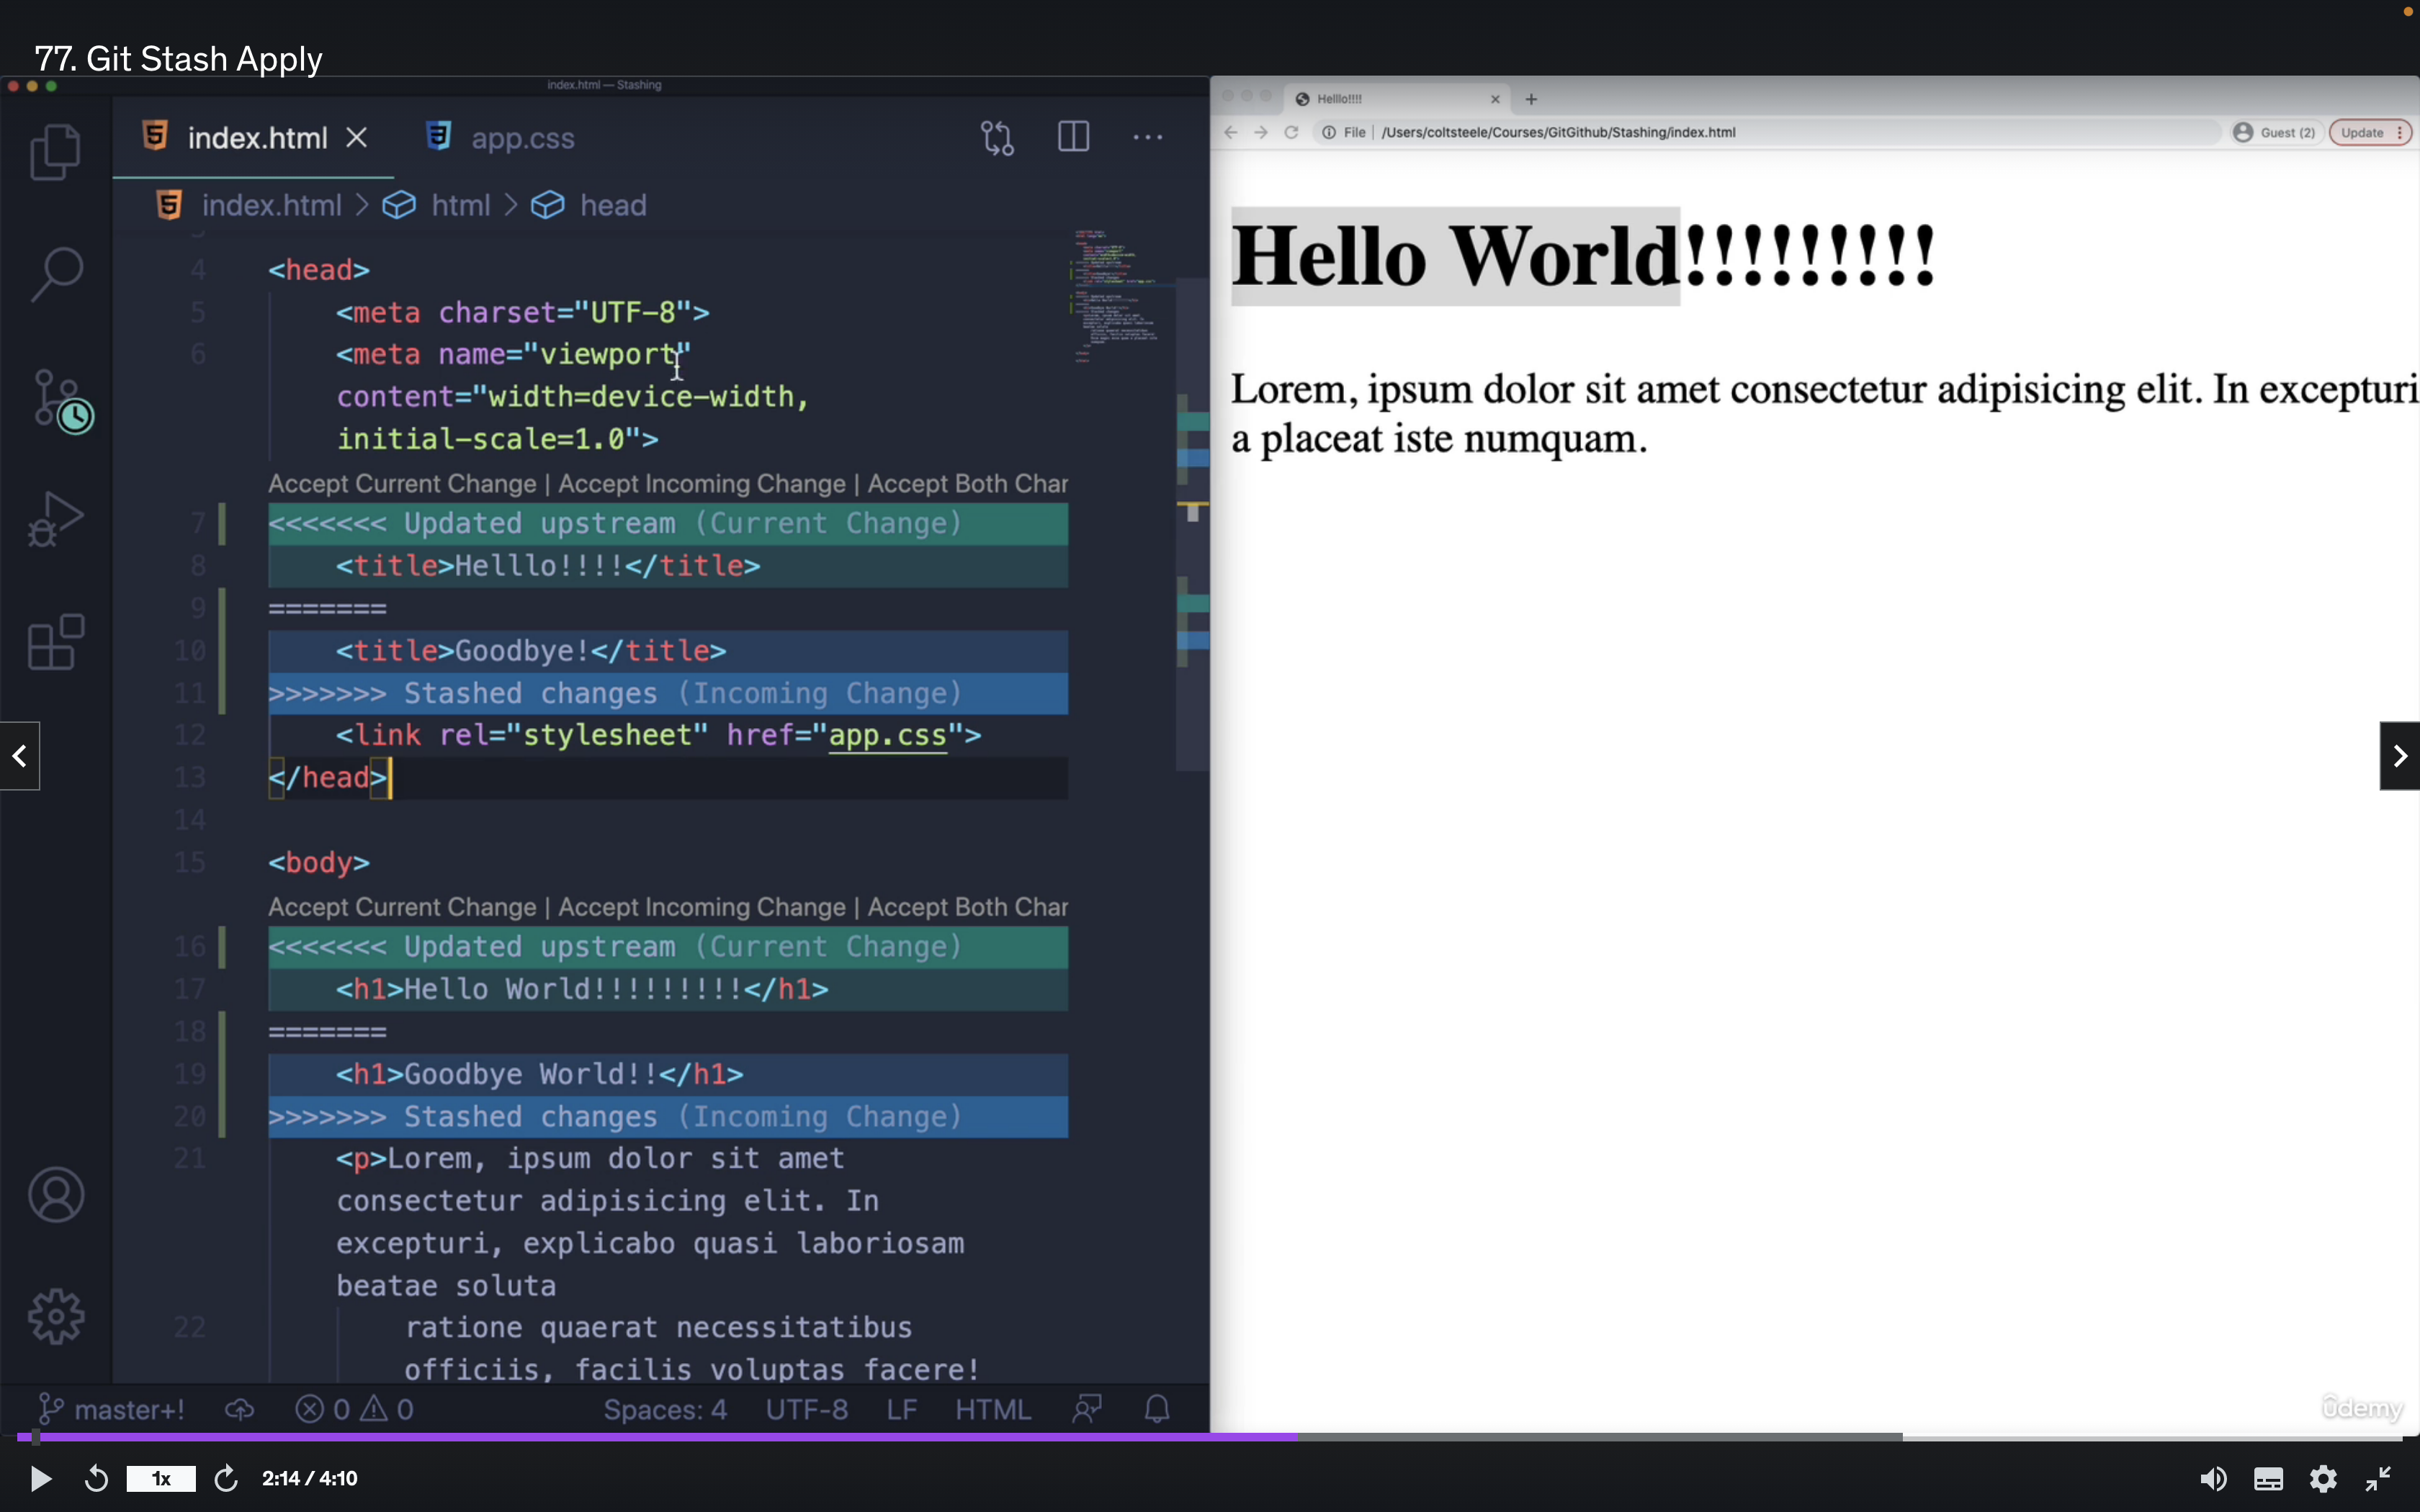 77. Git Stash Apply
index.html — Stashing
index.html
app.css
index.html > html > head
4 <head>
5 <meta charset="UTF-8">
6 <meta name="viewport"
content="width=device-width,
initial-scale=1.0">
Accept Current Change | Accept Incoming Change | Accept Both Char
7 <<<<<<< Updated upstream (Current Change)
8 <title>Helllo!!!!</title>
9 =======
10 <title>Goodbye!</title>
11 >>>>>>> Stashed changes (Incoming Change)
12 <link rel="stylesheet" href="app.css">
13 </head>
14
15 <body>
Accept Current Change | Accept Incoming Change | Accept Both Char
16 <<<<<<< Updated upstream (Current Change)
17 <h1>Hello World!!!!!!!!!</h1>
18 =======
19 <h1>Goodbye World!!</h1>
20 >>>>>>> Stashed changes (Incoming Change)
21 <p>Lorem, ipsum dolor sit amet
consectetur adipisicing elit. In
excepturi, explicabo quasi laboriosam
beatae soluta
22 ratione quaerat necessitatibus
officiis, facilis voluptas facere!
master+! 0 0 Spaces: 4 UTF-8 LF HTML
Helllo!!!!
File | /Users/coltsteele/Courses/GitGithub/Stashing/index.html
Guest (2)
Update
Hello World!!!!!!!!!
Lorem, ipsum dolor sit amet consectetur adipisicing elit. In excepturi
a placeat iste numquam.
ûdemy
1x
2:14 / 4:10